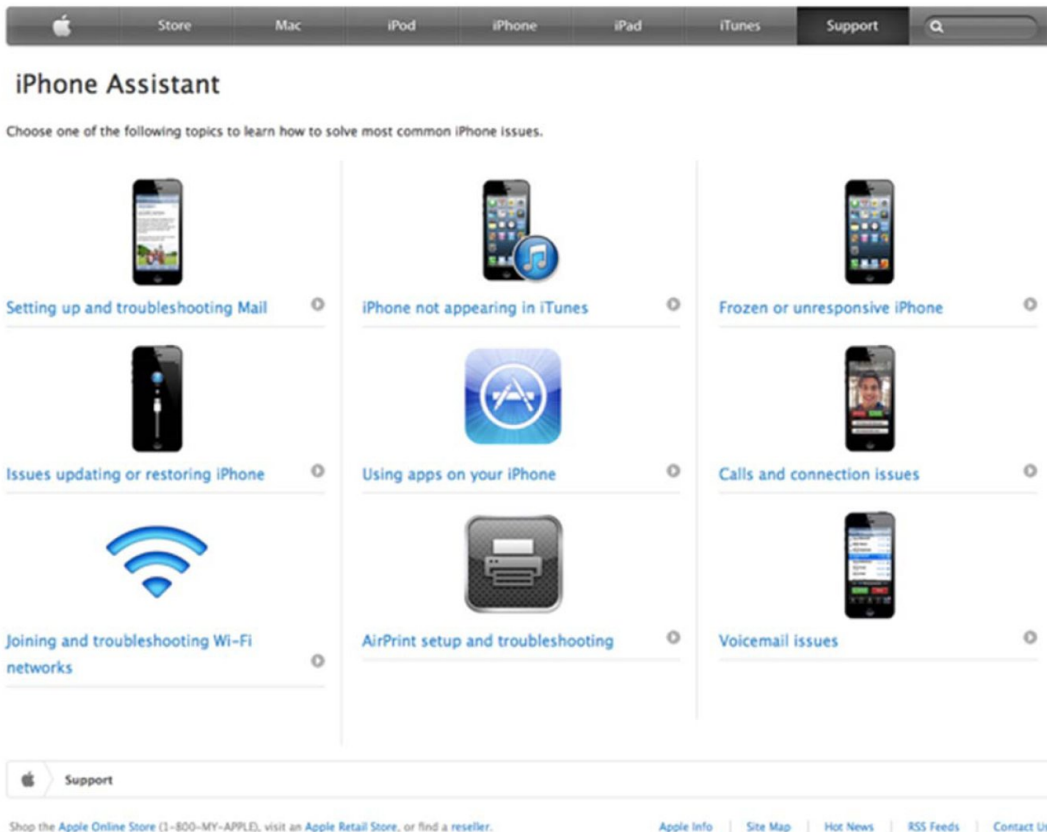 Store Mac iPod iPhone iPad iTunes Support
iPhone Assistant
Choose one of the following topics to learn how to solve most common iPhone issues.
Setting up and troubleshooting Mail
iPhone not appearing in iTunes
Frozen or unresponsive iPhone
Issues updating or restoring iPhone
Using apps on your iPhone
Calls and connection issues
Joining and troubleshooting Wi-Fi
networks
AirPrint setup and troubleshooting
Voicemail issues
Support
Shop the Apple Online Store (1-800-MY-APPLE), visit an Apple Retail Store, or find a reseller.
Apple Info Site Map Hot News RSS Feeds Contact Us